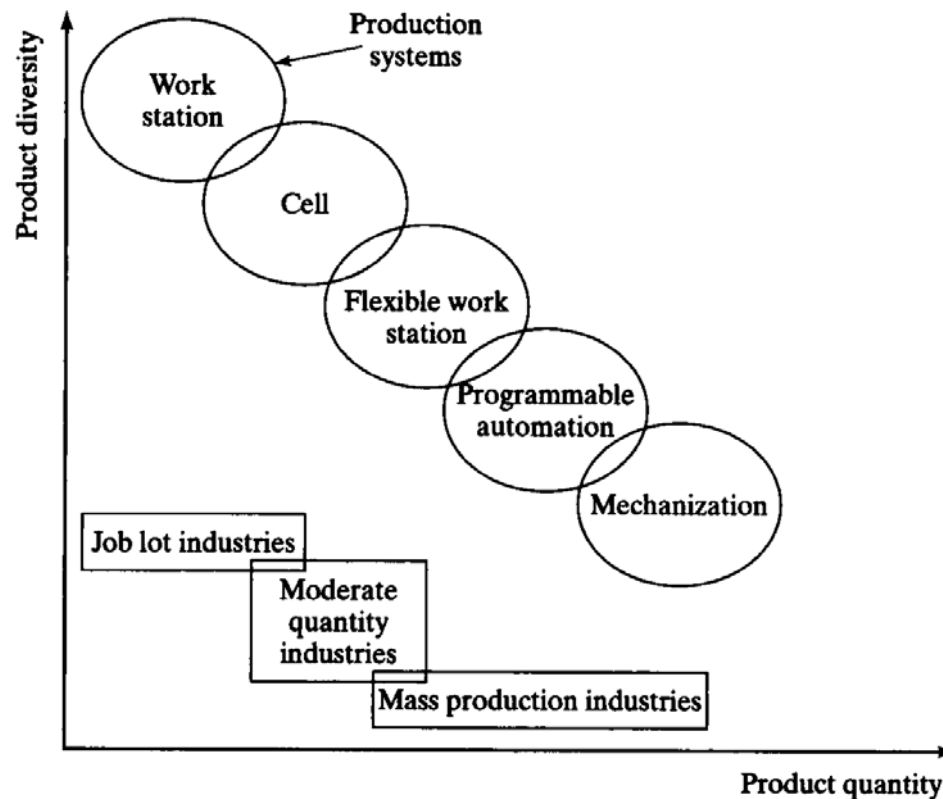 Product diversity
Production
systems
Work
station
Cell
Flexible work
station
Programmable
automation
Mechanization
Job lot industries
Moderate
quantity
industries
Mass production industries
Product quantity